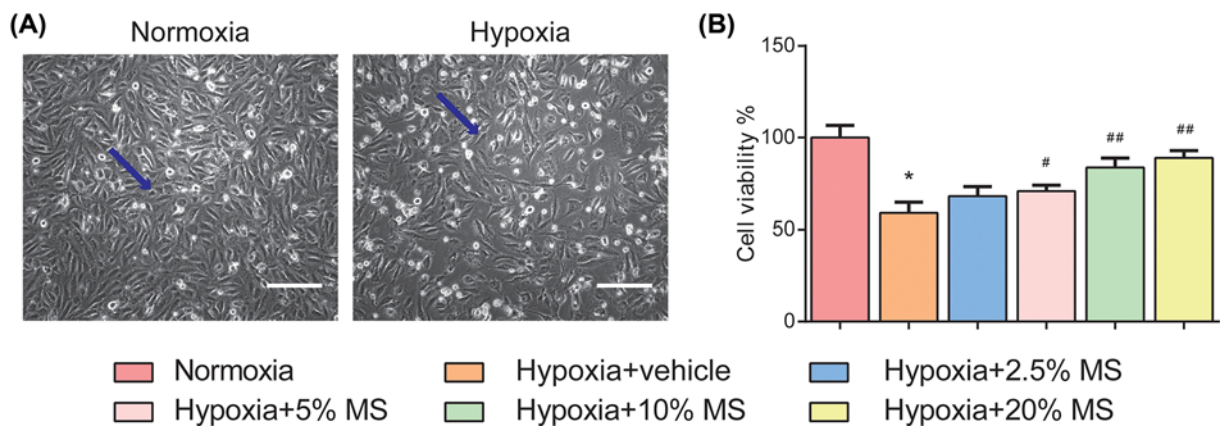 (A)
Normoxia
Hypoxia
(B)
150
100
50
0
Cell viability %
*
#
##
##
Normoxia
Hypoxia+vehicle
Hypoxia+2.5% MS
Hypoxia+5% MS
Hypoxia+10% MS
Hypoxia+20% MS